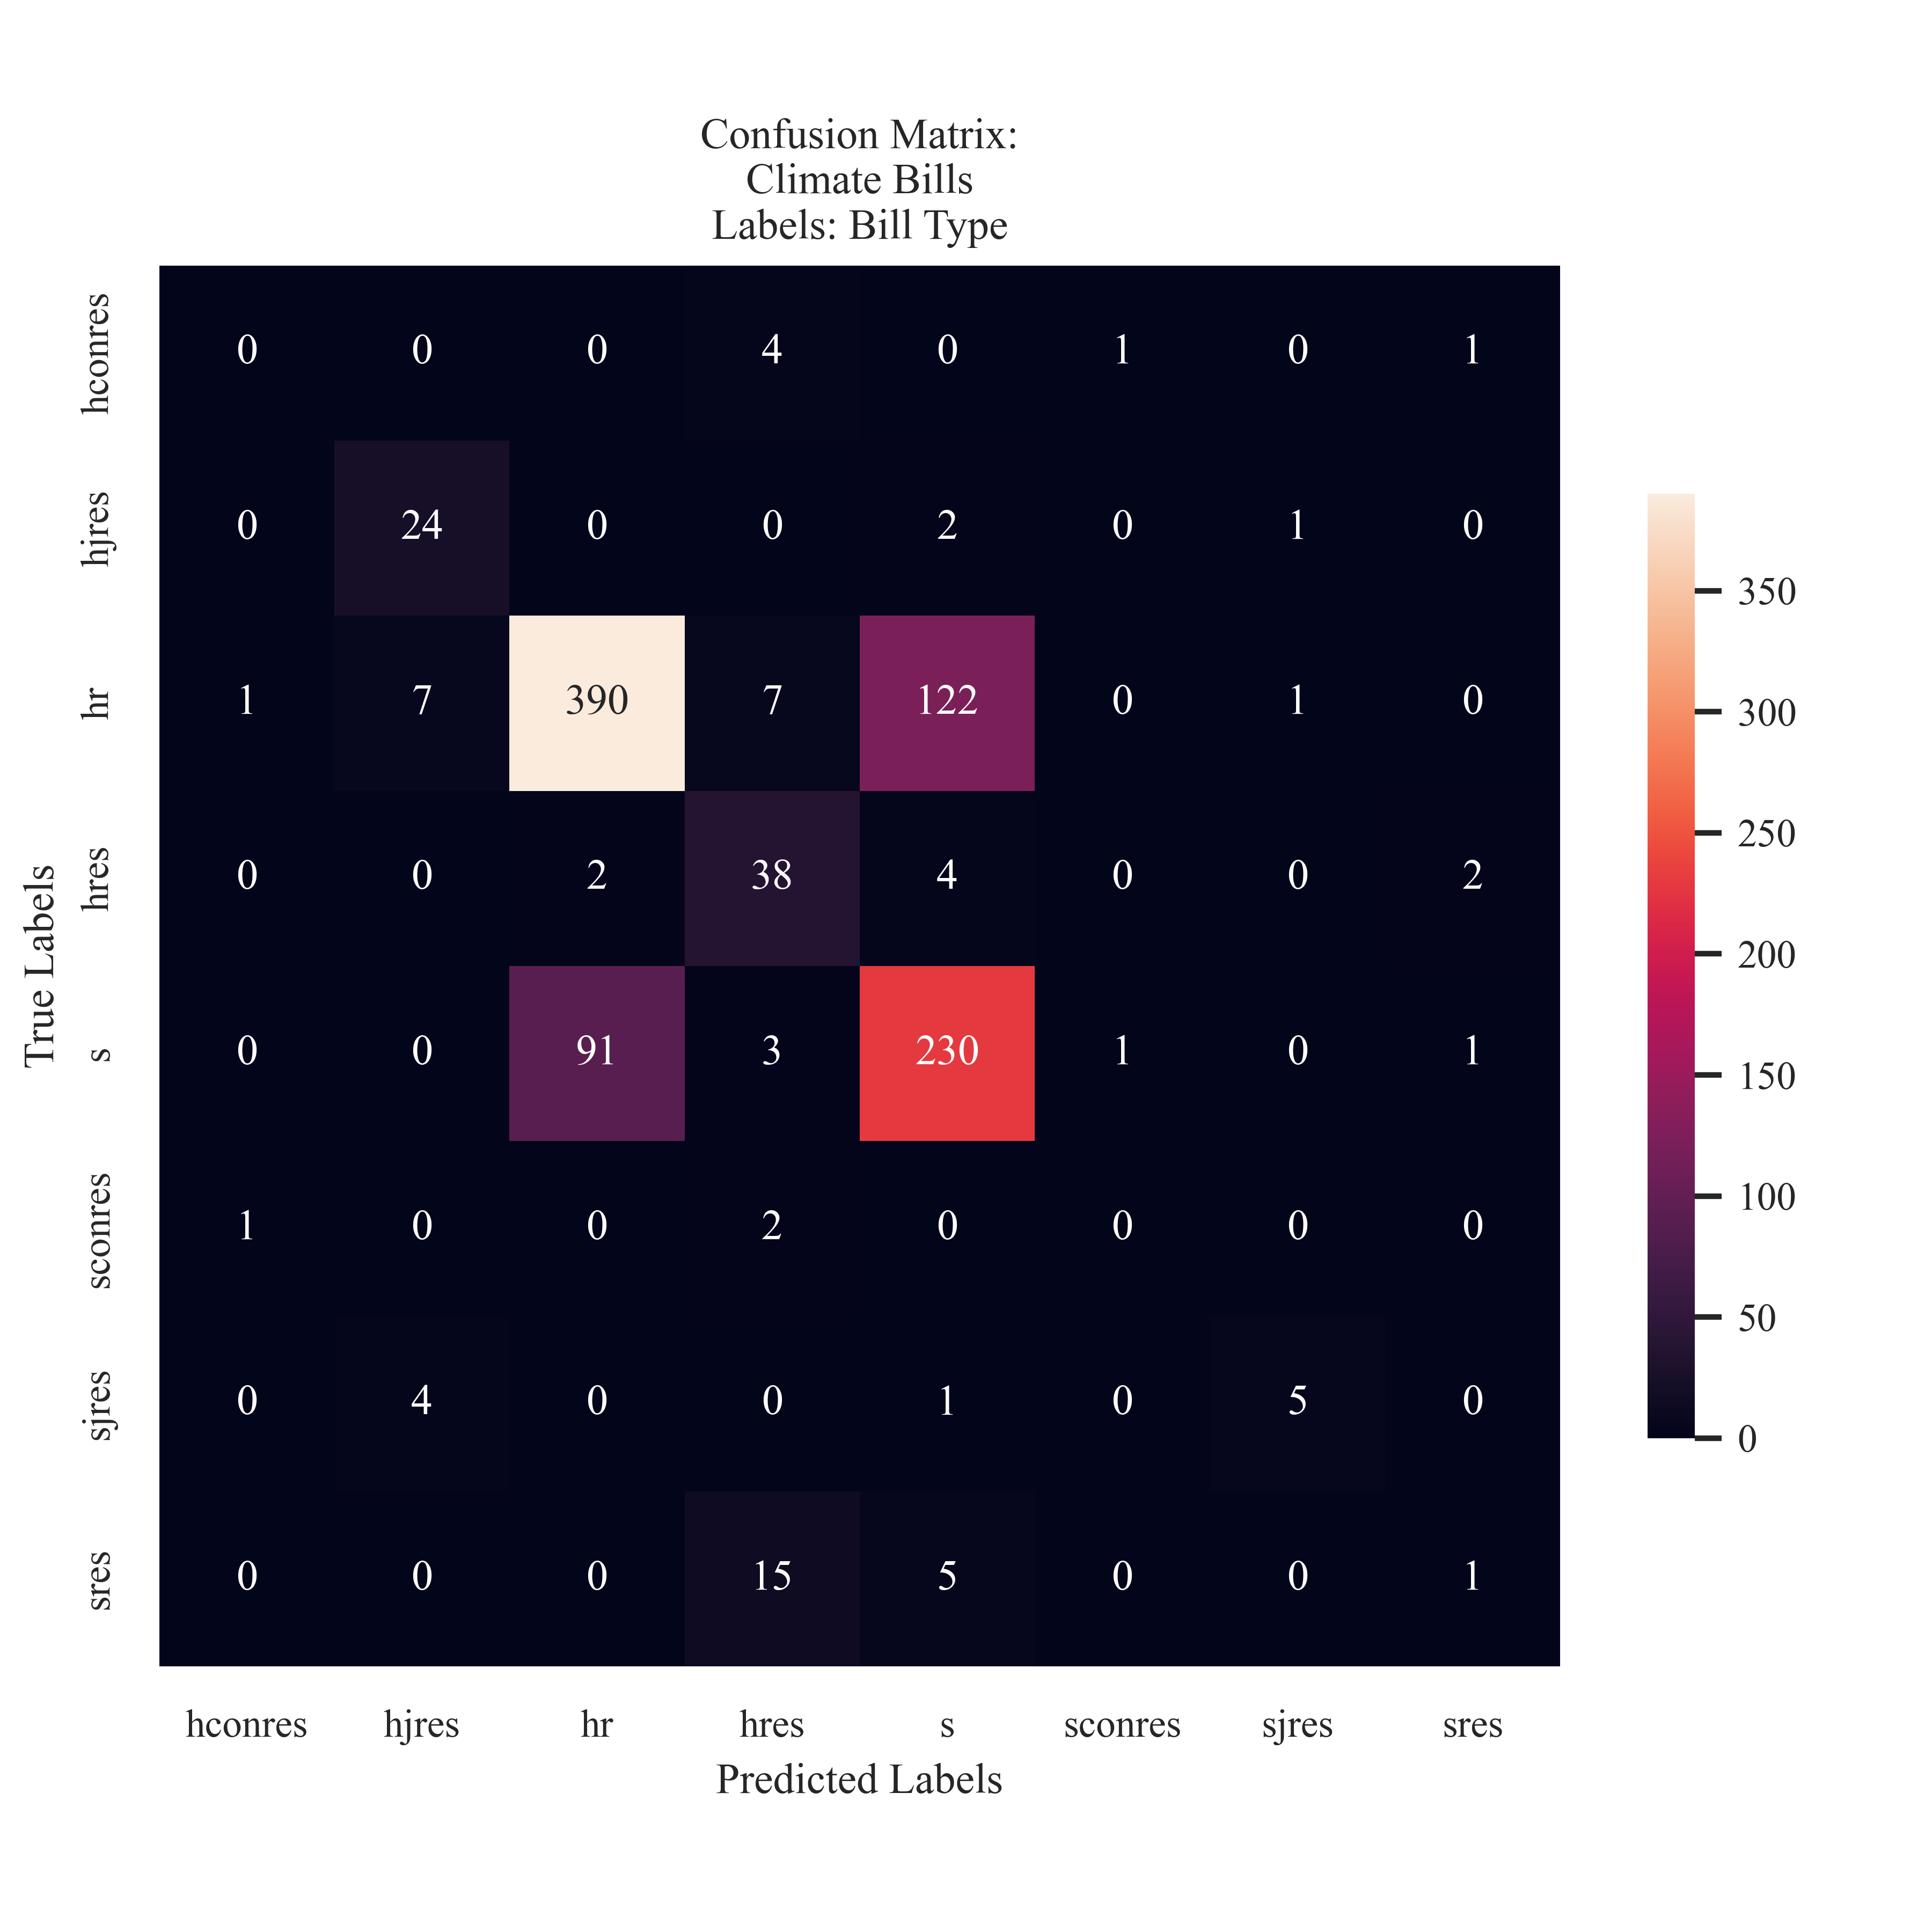 Confusion Matrix:
Climate Bills
Labels: Bill Type
True Labels
hconres 0 0 0 4 0 1 0 1
hjres 0 24 0 0 2 0 1 0
hr 1 7 390 7 122 0 1 0
hres 0 0 2 38 4 0 0 2
s 0 0 91 3 230 1 0 1
sconres 1 0 0 2 0 0 0 0
sjres 0 4 0 0 1 0 5 0
sres 0 0 0 15 5 0 0 1
hconres hjres hr hres s sconres sjres sres
Predicted Labels
350
300
250
200
150
100
50
0